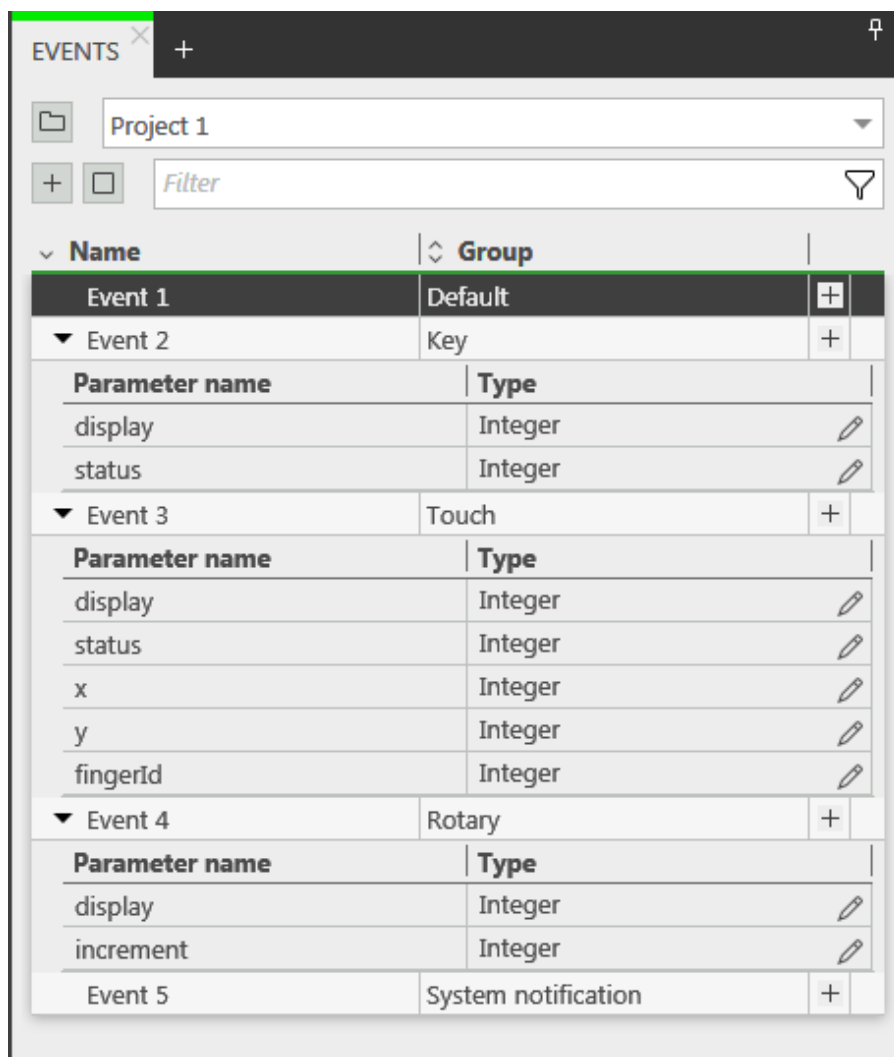 EVENTS
Project 1
Filter
Name Group
Event 1 Default
Event 2 Key
Parameter name Type
display Integer
status Integer
Event 3 Touch
Parameter name Type
display Integer
status Integer
x Integer
y Integer
fingerId Integer
Event 4 Rotary
Parameter name Type
display Integer
increment Integer
Event 5 System notification